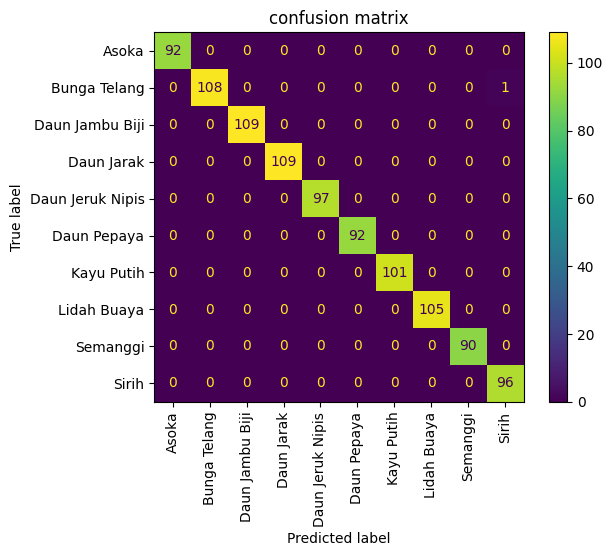 confusion matrix
True label
Asoka 92 0 0 0 0 0 0 0 0 0
Bunga Telang 0 108 0 0 0 0 0 0 0 1
Daun Jambu Biji 0 0 109 0 0 0 0 0 0 0
Daun Jarak 0 0 0 109 0 0 0 0 0 0
Daun Jeruk Nipis 0 0 0 0 97 0 0 0 0 0
Daun Pepaya 0 0 0 0 0 92 0 0 0 0
Kayu Putih 0 0 0 0 0 0 101 0 0 0
Lidah Buaya 0 0 0 0 0 0 0 105 0 0
Semanggi 0 0 0 0 0 0 0 0 90 0
Sirih 0 0 0 0 0 0 0 0 0 96
Asoka
Bunga Telang
Daun Jambu Biji
Daun Jarak
Daun Jeruk Nipis
Daun Pepaya
Kayu Putih
Lidah Buaya
Semanggi
Sirih
Predicted label
100
80
60
40
20
0